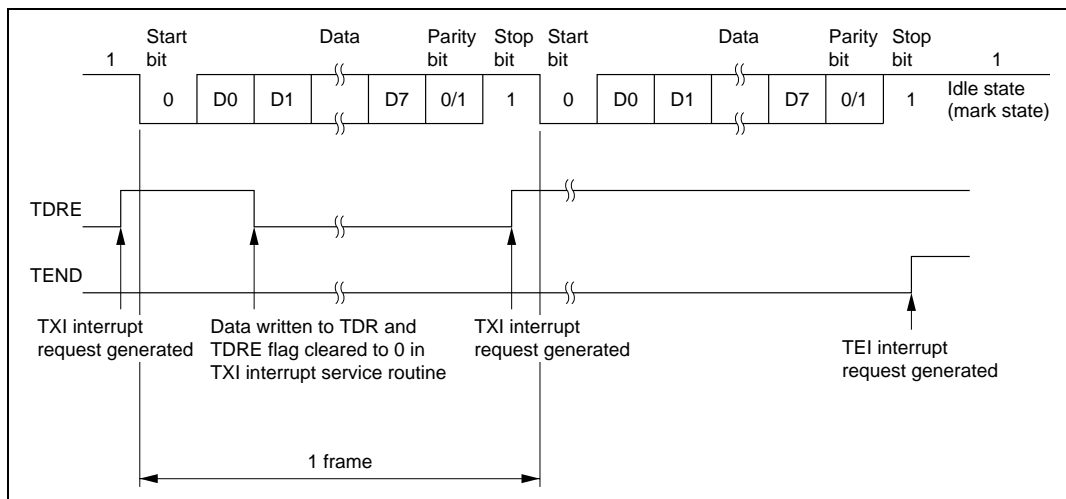 Start bit Data Parity bit Stop bit Start bit Data Parity bit Stop bit
1 1
0 D0 D1 D7 0/1 1 0 D0 D1 D7 0/1 1 Idle state (mark state)
TDRE
TEND
TXI interrupt request generated
Data written to TDR and
TDRE flag cleared to 0 in
TXI interrupt service routine
TXI interrupt
request generated
TEI interrupt
request generated
1 frame